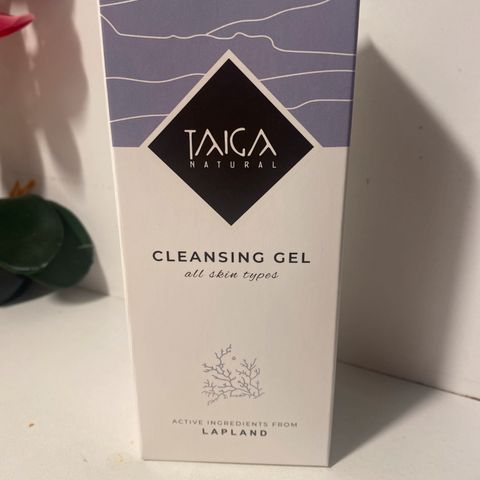 TAIGA
NATURAL
CLEANSING GEL
all skin types
ACTIVE INGREDIENTS FROM
LAPLAND